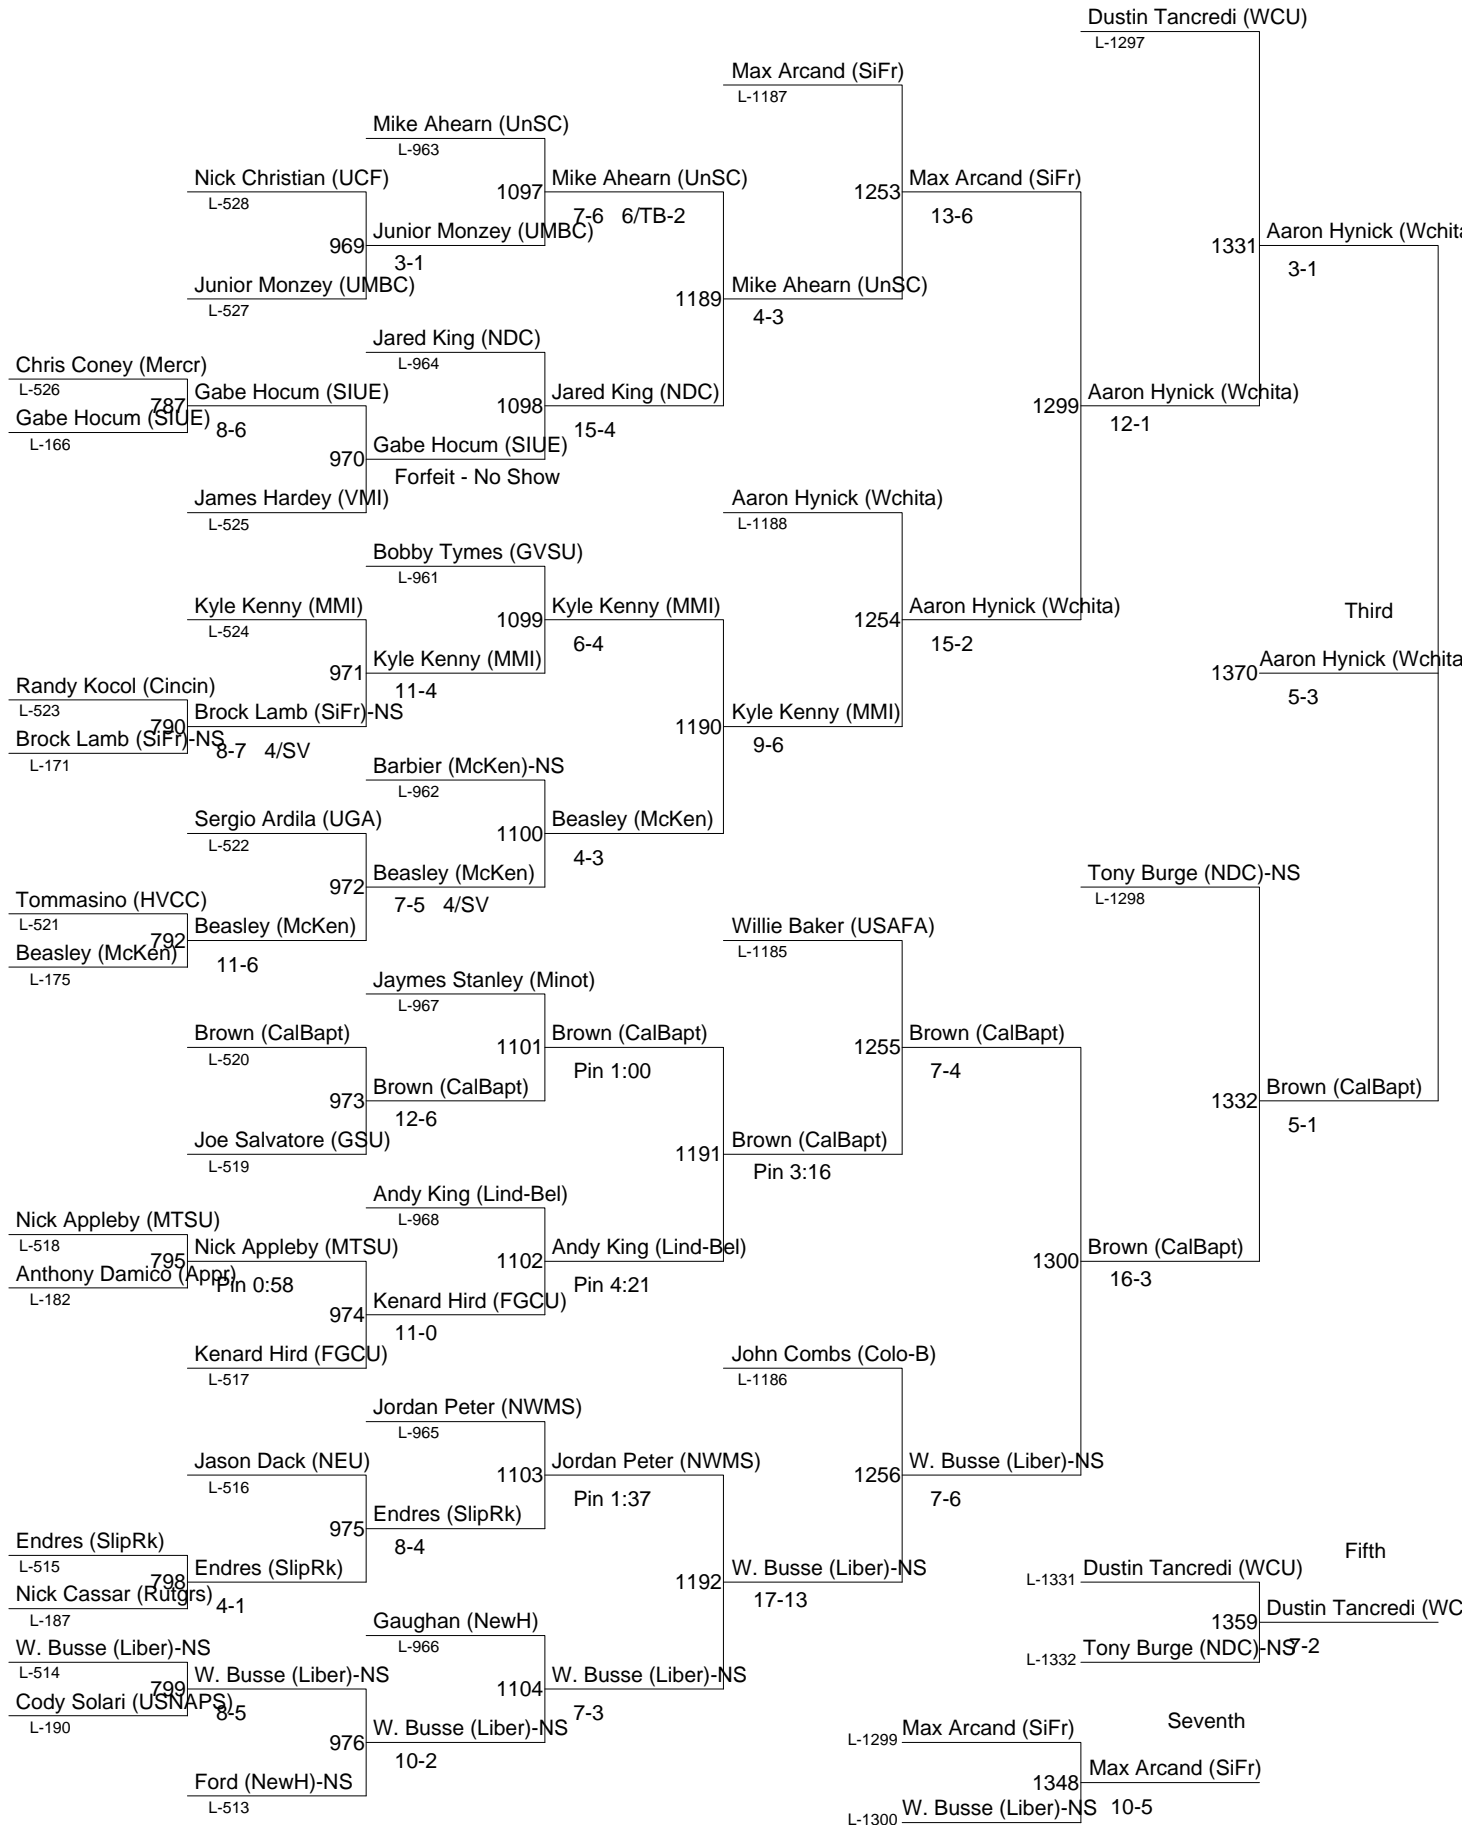 Dustin Tancredi (WCU)
L-1297
Max Arcand (SiFr)
L-1187
Mike Ahearn (UnSC)
L-963
Nick Christian (UCF)
1097
Mike Ahearn (UnSC)
1253
Max Arcand (SiFr)
L-528
7-6 6/TB-2
13-6
969
Junior Monzey (UMBC)
1331
Aaron Hynick (Wchita
3-1
3-1
Junior Monzey (UMBC)
1189
Mike Ahearn (UnSC)
L-527
4-3
Jared King (NDC)
L-964
Chris Coney (Mercr)
L-526
787
Gabe Hocum (SIUE)
1098
Jared King (NDC)
1299
Aaron Hynick (Wchita)
Gabe Hocum (SIUE)
8-6
15-4
12-1
L-166
970
Gabe Hocum (SIUE)
Forfeit - No Show
James Hardey (VMI)
L-525
Aaron Hynick (Wchita)
L-1188
Bobby Tymes (GVSU)
L-961
Kyle Kenny (MMI)
1099
Kyle Kenny (MMI)
1254
Aaron Hynick (Wchita)
Third
L-524
6-4
15-2
971
Kyle Kenny (MMI)
1370
Aaron Hynick (Wchita
11-4
5-3
Randy Kocol (Cincin)
L-523
790
Brock Lamb (SiFr)-NS
1190
Kyle Kenny (MMI)
Brock Lamb (SiFr)-NS
8-7 4/SV
9-6
L-171
Barbier (McKen)-NS
L-962
Sergio Ardila (UGA)
1100
Beasley (McKen)
L-522
4-3
972
Beasley (McKen)
Tony Burge (NDC)-NS
7-5 4/SV
L-1298
Tommasino (HVCC)
L-521
792
Beasley (McKen)
Willie Baker (USAFA)
L-1185
Beasley (McKen)
11-6
L-175
Jaymes Stanley (Minot)
L-967
Brown (CalBapt)
1101
Brown (CalBapt)
1255
Brown (CalBapt)
L-520
Pin 1:00
7-4
973
Brown (CalBapt)
1332
Brown (CalBapt)
12-6
5-1
Joe Salvatore (GSU)
1191
Brown (CalBapt)
L-519
Pin 3:16
Andy King (Lind-Bel)
L-968
Nick Appleby (MTSU)
L-518
795
Nick Appleby (MTSU)
1102
Andy King (Lind-Bel)
1300
Brown (CalBapt)
Anthony Damico (Appr)
Pin 0:58
Pin 4:21
16-3
L-182
974
Kenard Hird (FGCU)
11-0
Kenard Hird (FGCU)
L-517
John Combs (Colo-B)
L-1186
Jordan Peter (NWMS)
L-965
Jason Dack (NEU)
1103
Jordan Peter (NWMS)
1256
W. Busse (Liber)-NS
L-516
Pin 1:37
7-6
975
Endres (SlipRk)
8-4
Endres (SlipRk)
Fifth
L-515
798
Endres (SlipRk)
1192
W. Busse (Liber)-NS
L-1331
Dustin Tancredi (WCU)
Nick Cassar (Rutgrs)
4-1
17-13
L-187
Gaughan (NewH)
1359
Dustin Tancredi (WC
L-966
W. Busse (Liber)-NS
L-1332
Tony Burge (NDC)-NS
7-2
L-514
799
W. Busse (Liber)-NS
1104
W. Busse (Liber)-NS
Cody Solari (USNAPS)
8-5
7-3
L-190
976
W. Busse (Liber)-NS
L-1299
Max Arcand (SiFr)
Seventh
10-2
Ford (NewH)-NS
1348
Max Arcand (SiFr)
L-513
L-1300
W. Busse (Liber)-NS
10-5